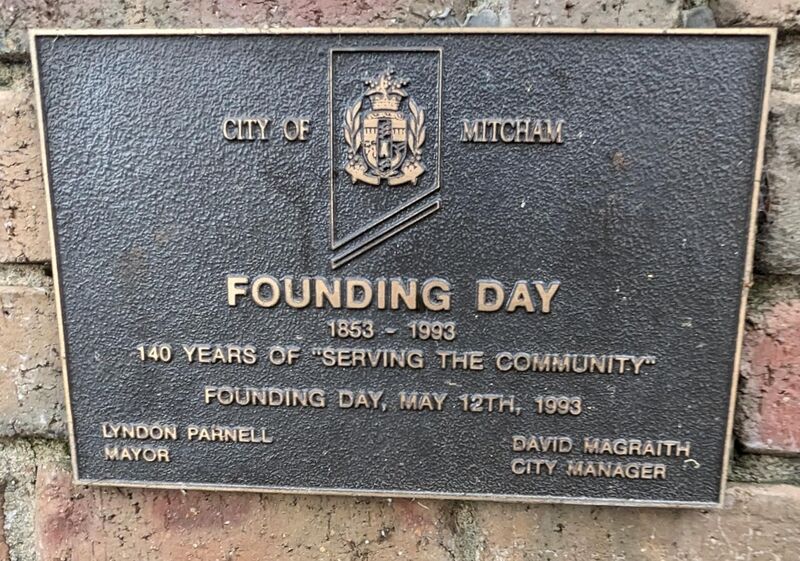 CITY OF MITCHAM
FOUNDING DAY
1853 - 1993
140 YEARS OF "SERVING THE COMMUNITY"
FOUNDING DAY, MAY 12TH, 1993
LYNDON PARNELL
MAYOR
DAVID MAGRAITH
CITY MANAGER